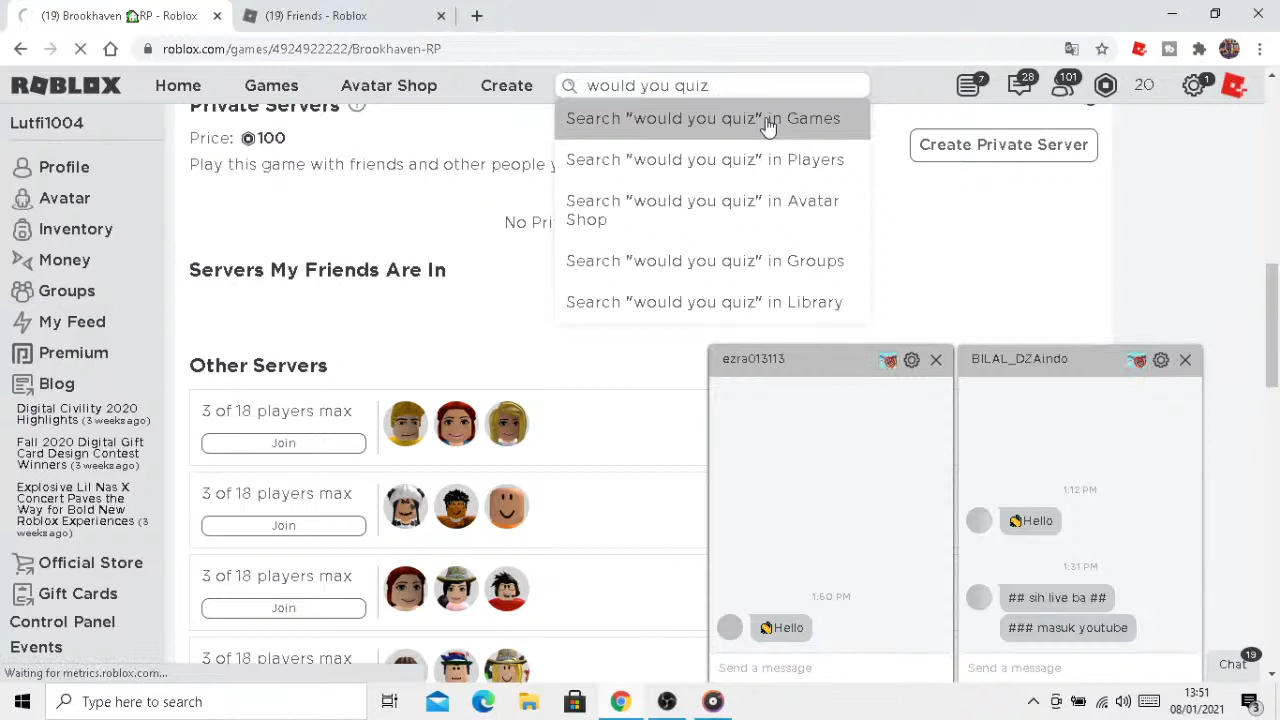 (19) Brookhaven 🏡RP - Roblox
(19) Friends - Roblox
roblox.com/games/4924922222/Brookhaven-RP
ROBLOX
Home
Games
Avatar Shop
Create
would you quiz
7
28
101
20
1
Lutfi1004
Profile
Avatar
Inventory
Money
Groups
My Feed
Premium
Blog
Digital Civility 2020
Highlights (3 weeks ago)
Fall 2020 Digital Gift
Card Design Contest
Winners (3 weeks ago)
Explosive Lil Nas X
Concert Paves the
Way for Bold New
Roblox Experiences (3
weeks ago)
Official Store
Gift Cards
Control Panel
Events
Waiting for metrics.roblox.com...
Private Servers
Price: 100
Play this game with friends and other people y
No Pri
Create Private Server
Search "would you quiz" in Games
Search "would you quiz" in Players
Search "would you quiz" in Avatar
Shop
Search "would you quiz" in Groups
Search "would you quiz" in Library
Servers My Friends Are In
Other Servers
3 of 18 players max
Join
3 of 18 players max
Join
3 of 18 players max
Join
3 of 18 players max
ezra013113
1:50 PM
👋Hello
Send a message
BILAL_DZAindo
1:12 PM
👋Hello
1:31 PM
## sih live ba ##
### masuk youtube
Send a message
Chat
19
Type here to search
13:51
08/01/2021
3